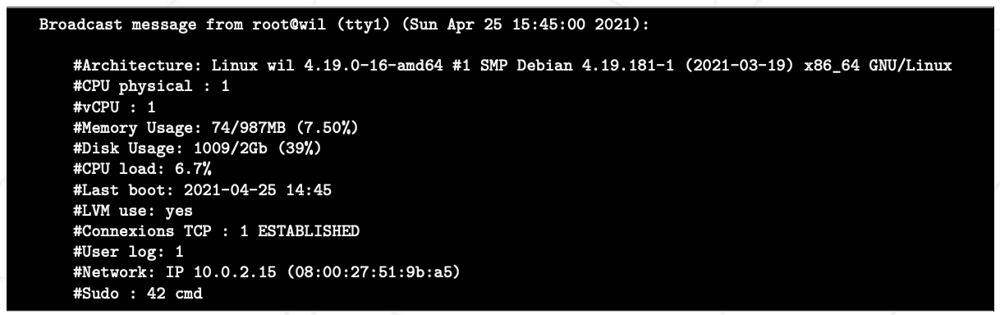 Broadcast message from root@wil (tty1) (Sun Apr 25 15:45:00 2021):
#Architecture: Linux wil 4.19.0-16-amd64 #1 SMP Debian 4.19.181-1 (2021-03-19) x86_64 GNU/Linux
#CPU physical : 1
#vCPU : 1
#Memory Usage: 74/987MB (7.50%)
#Disk Usage: 1009/2Gb (39%)
#CPU load: 6.7%
#Last boot: 2021-04-25 14:45
#LVM use: yes
#Connexions TCP : 1 ESTABLISHED
#User log: 1
#Network: IP 10.0.2.15 (08:00:27:51:9b:a5)
#Sudo : 42 cmd